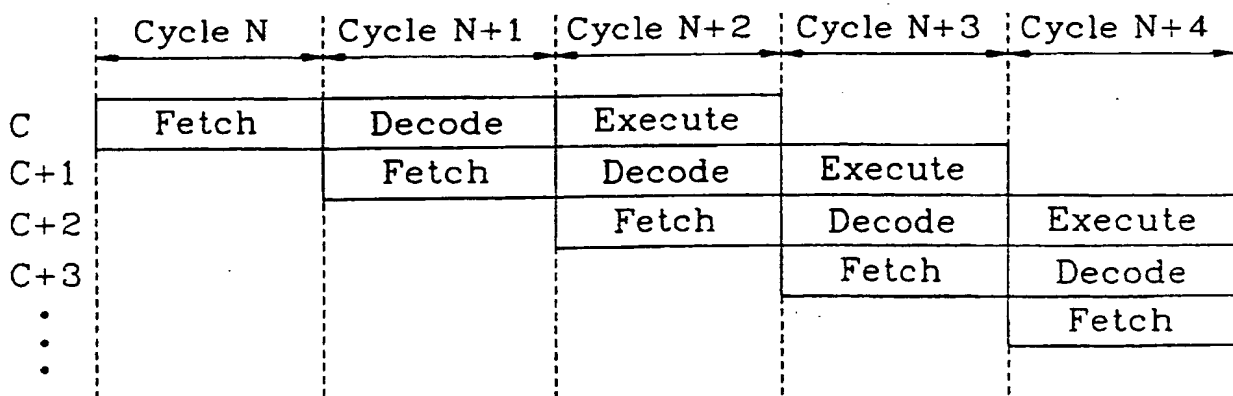 Cycle N Cycle N+1 Cycle N+2 Cycle N+3 Cycle N+4
C Fetch Decode Execute
C+1 Fetch Decode Execute
C+2 Fetch Decode Execute
C+3 Fetch Decode
Fetch